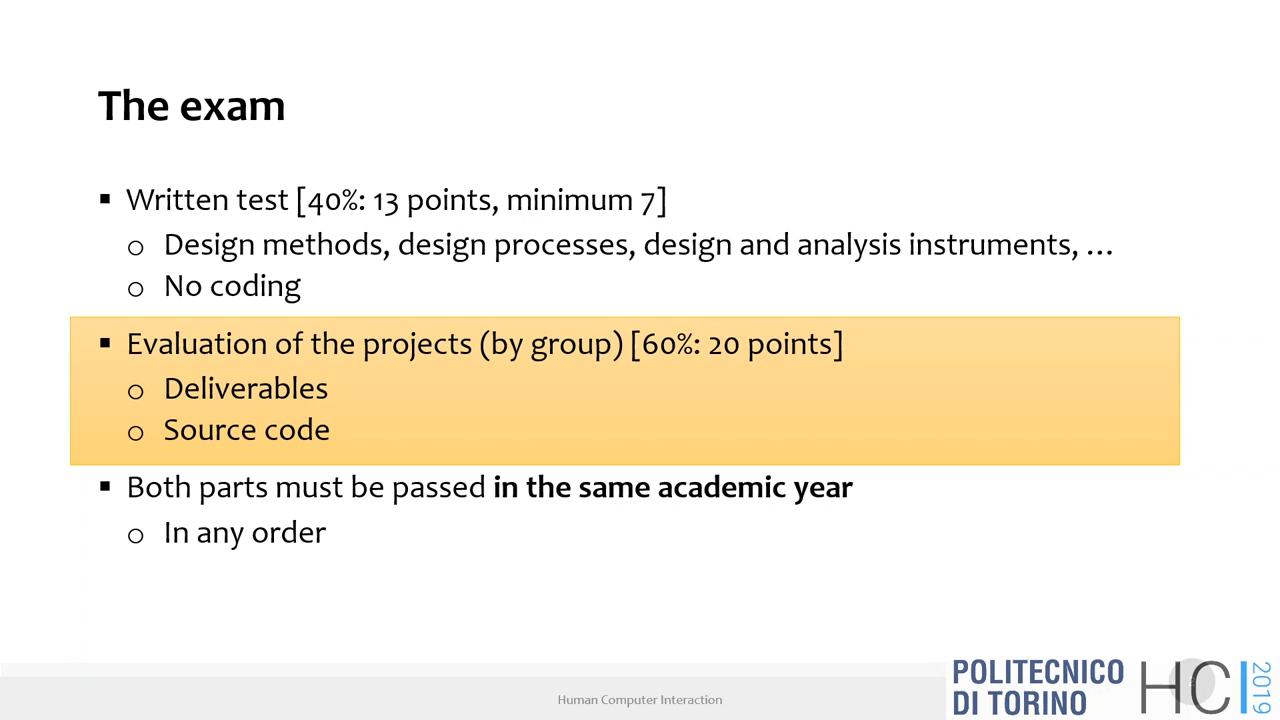 The exam
▪ Written test [40%: 13 points, minimum 7]
o Design methods, design processes, design and analysis instruments, …
o No coding
▪ Evaluation of the projects (by group) [60%: 20 points]
o Deliverables
o Source code
▪ Both parts must be passed in the same academic year
o In any order
Human Computer Interaction
POLITECNICO
DI TORINO
HCI
2019